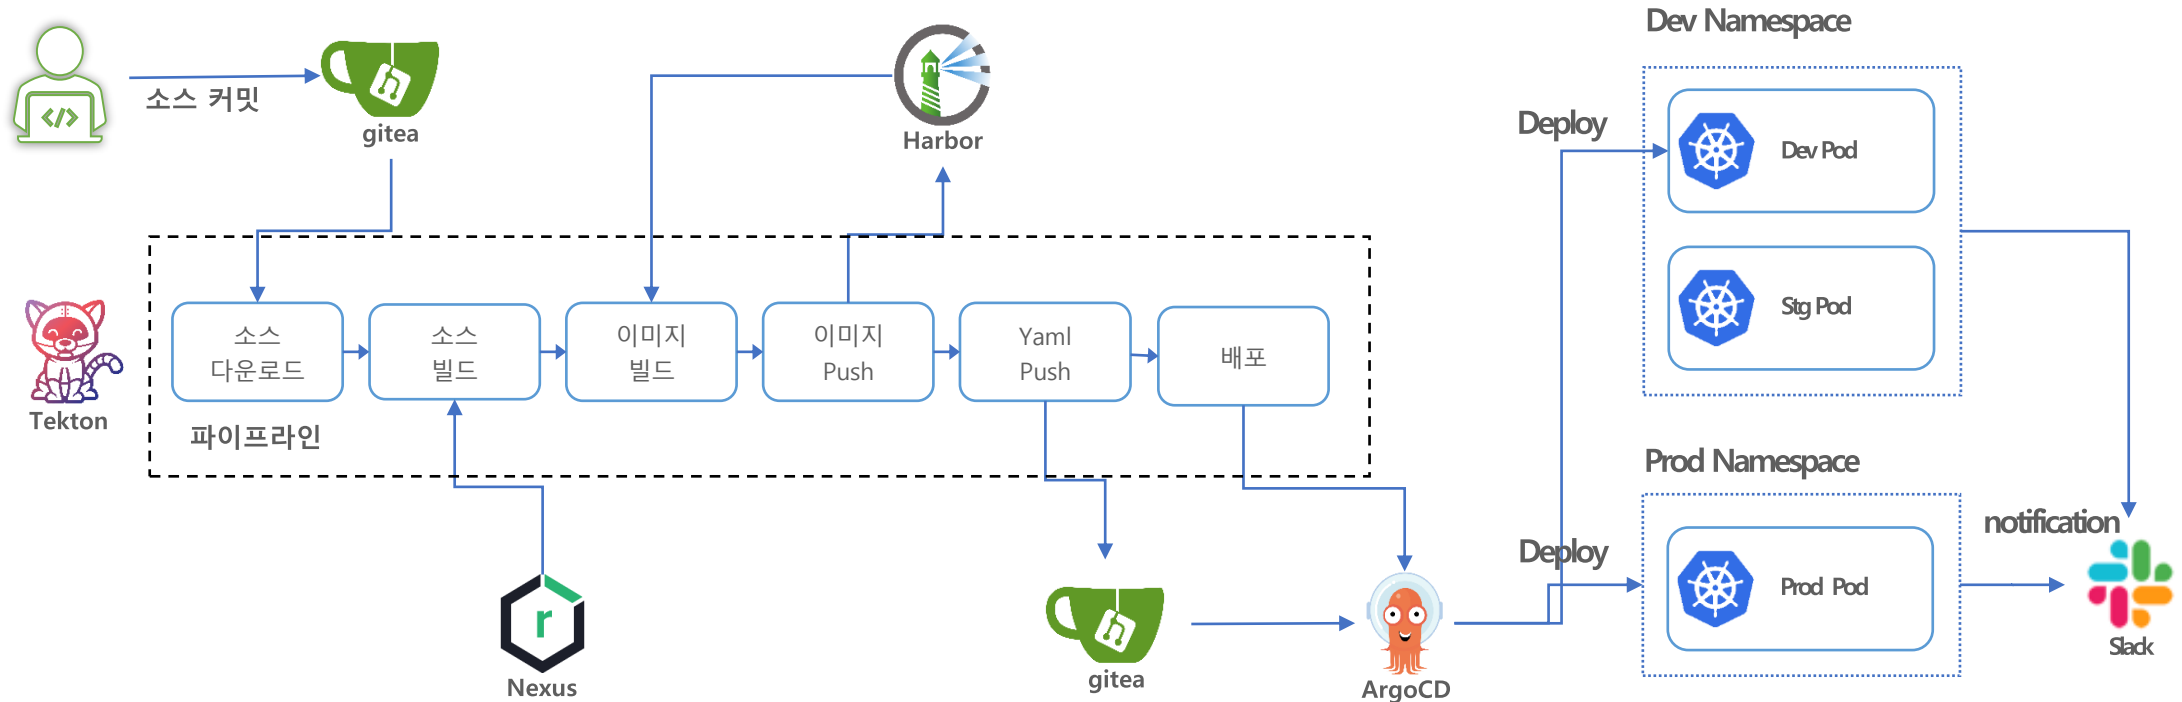 Dev Namespace
소스 커밋
gitea
Harbor
Deploy
Dev Pod
Stg Pod
소스
다운로드
소스
빌드
이미지
빌드
이미지
Push
Yaml
Push
배포
Tekton
파이프라인
Prod Namespace
Deploy
notification
Prod Pod
Slack
r
Nexus
gitea
ArgoCD